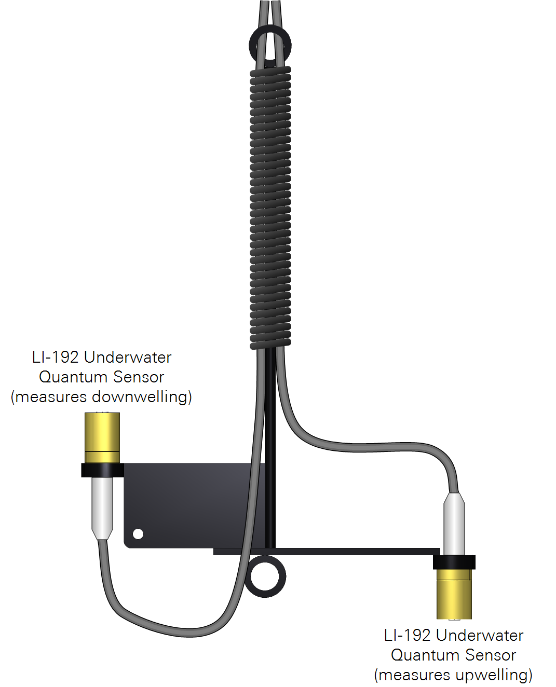 LI-192 Underwater
Quantum Sensor
(measures downwelling)
LI-192 Underwater
Quantum Sensor
(measures upwelling)